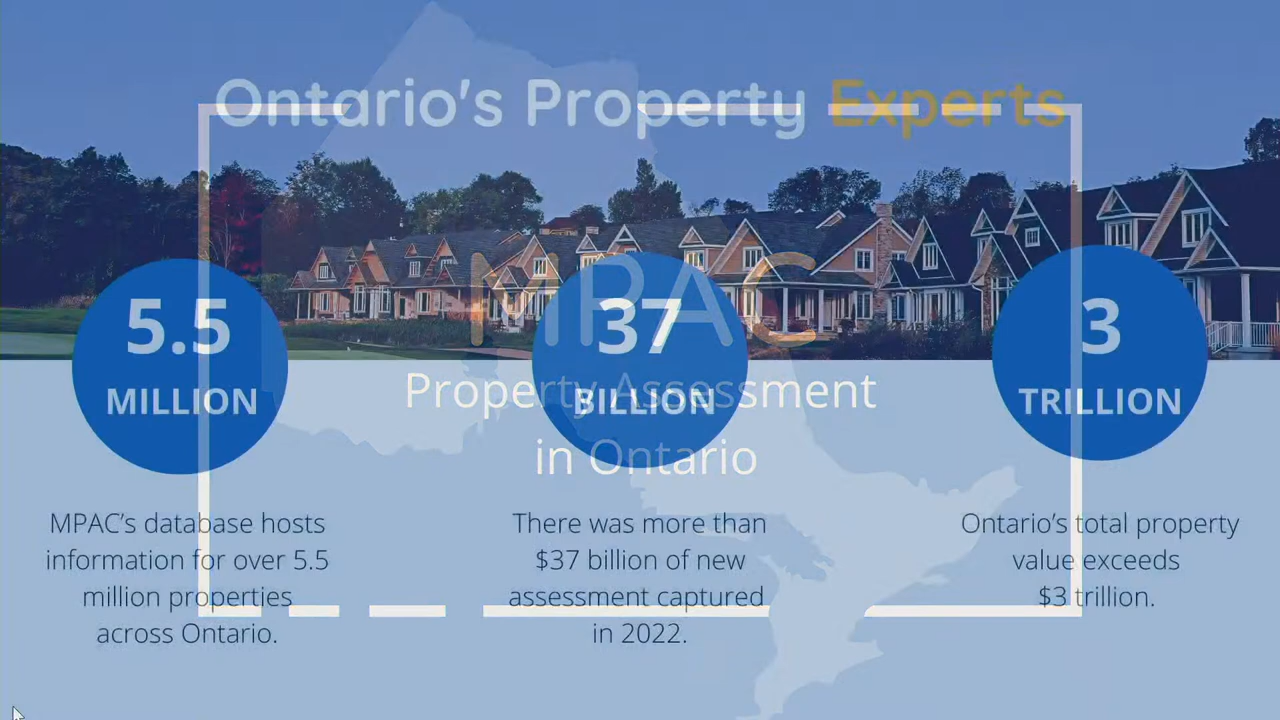 Ontario's Property Experts
MPAC
Property Assessment
in Ontario
5.5
MILLION
MPAC’s database hosts
information for over 5.5
million properties
across Ontario.
37
BILLION
There was more than
$37 billion of new
assessment captured
in 2022.
3
TRILLION
Ontario’s total property
value exceeds
$3 trillion.